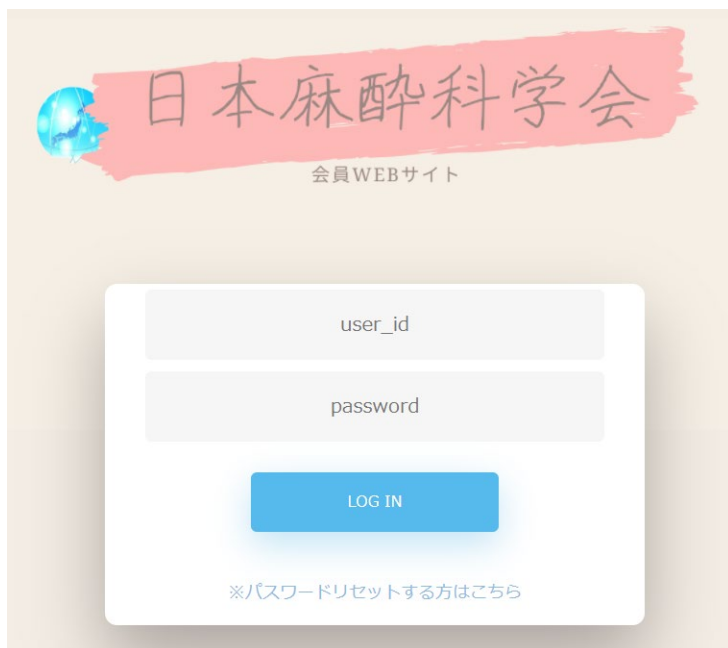 日本麻酔科学会
会員WEBサイト
user_id
password
LOG IN
※パスワードリセットする方はこちら